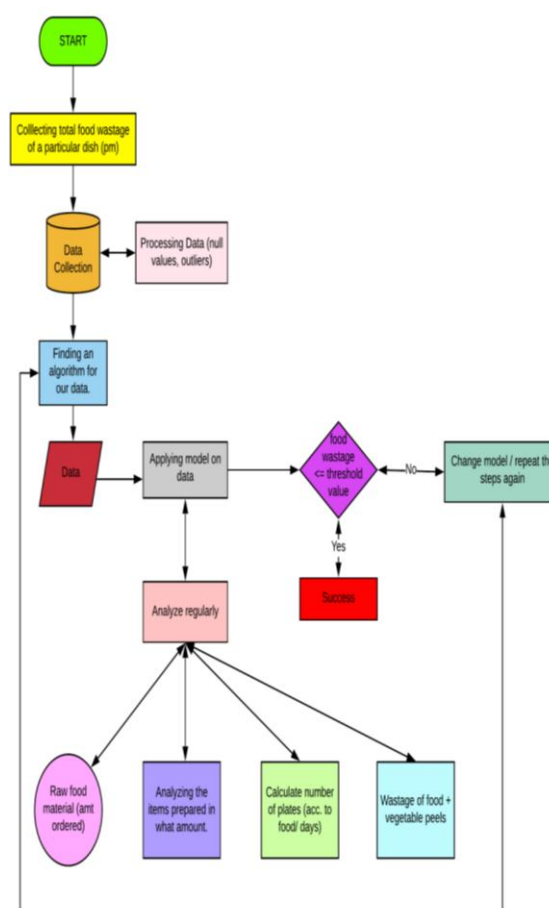 START
Colllecting total food wastage
of a particular dish (pm)
Data
Collection
Processing Data (null
values, outliers)
Finding an
algorithm for
our data.
Data
Applying model on
data
food
wastage
<= threshold
value
No
Change model / repeat the
steps again
Yes
Success
Analyze regularly
Raw food
material (amt
ordered)
Analyzing the
items prepared in
what amount.
Calculate number
of plates (acc. to
food/ days)
Wastage of food +
vegetable peels